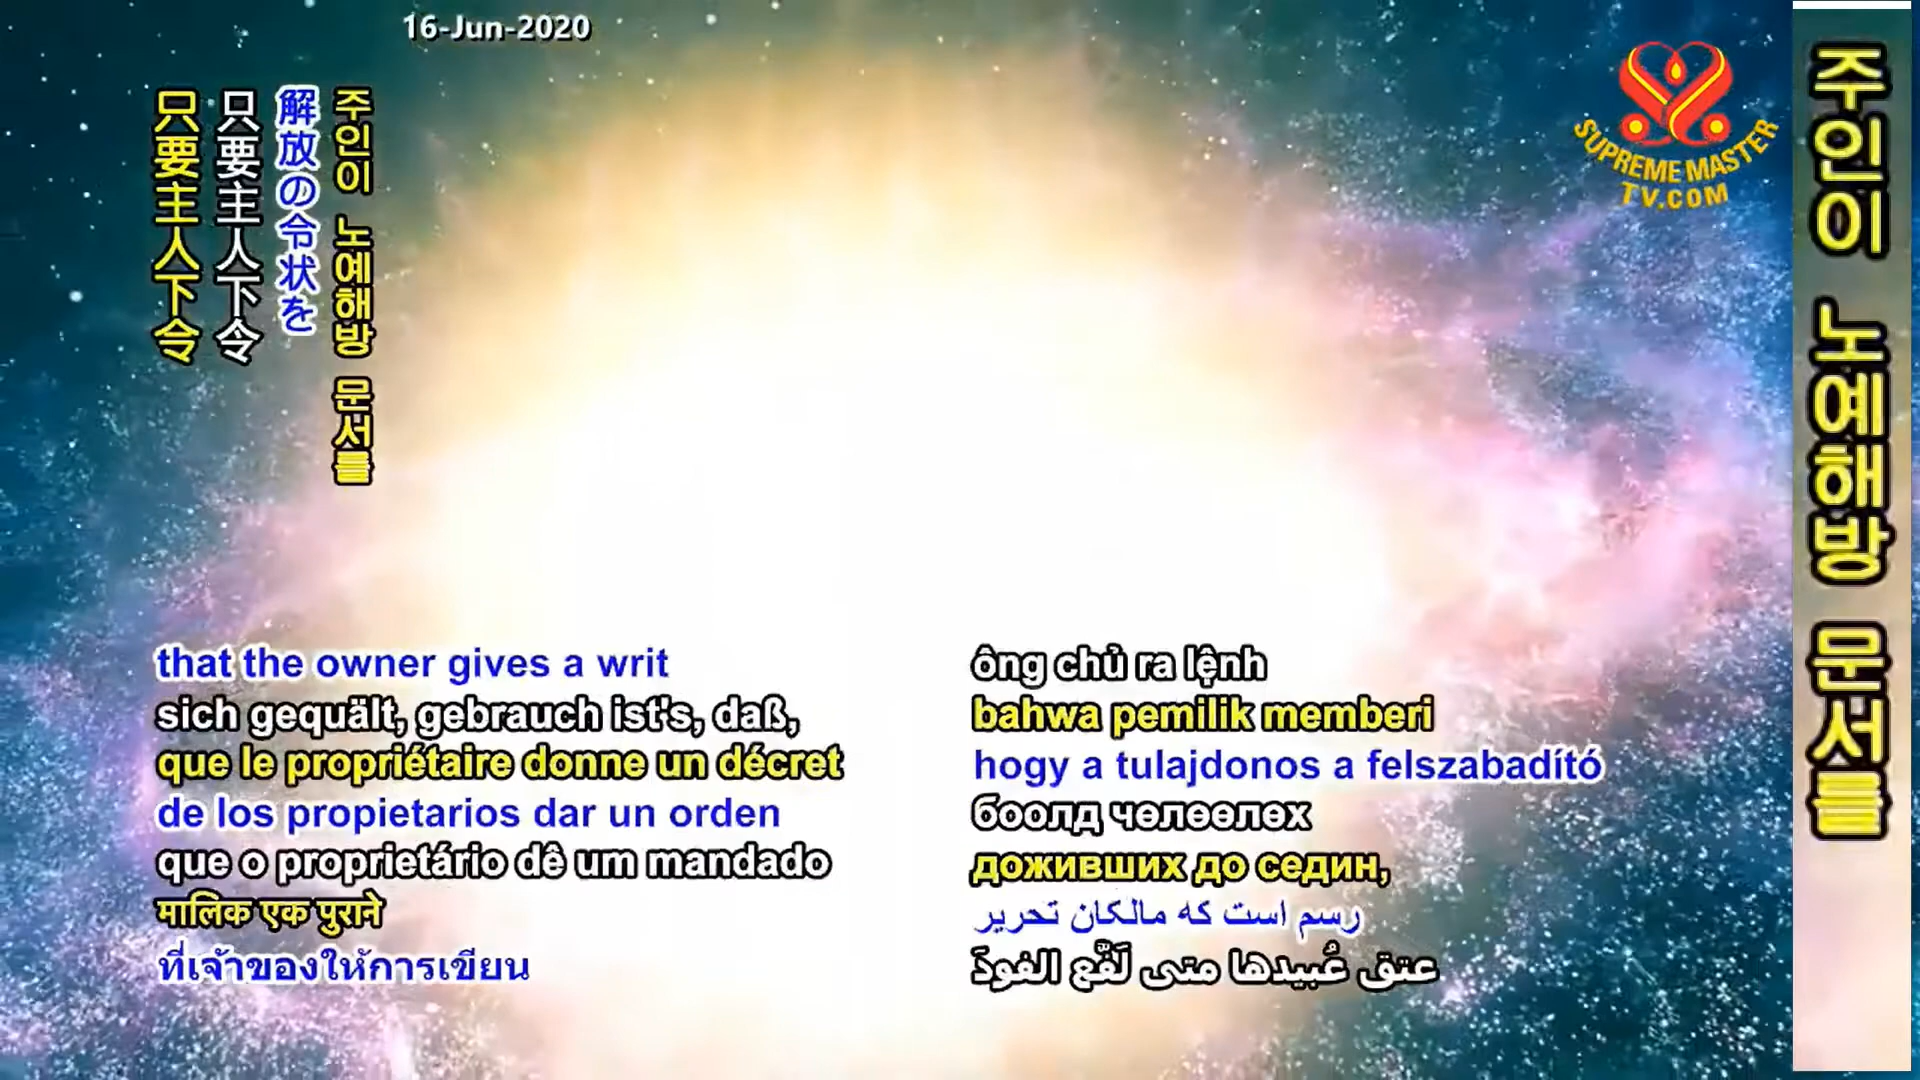 16-Jun-2020
SUPREME MASTER
TV.COM
주인이 노예해방 문서를
주인이 노예해방 문서를
解放の令状を
只要主人下令
只要主人下令
that the owner gives a writ
sich gequält, gebrauch ist's, daß,
que le propriétaire donne un décret
de los propietarios dar un orden
que o proprietário dê um mandado
मालिक एक पुराने
ที่เจ้าของให้การเขียน
ông chủ ra lệnh
bahwa pemilik memberi
hogy a tulajdonos a felszabadító
боолд чөлөөлөх
доживших до седин,
رسم است که مالکان تحریر
عتق عُبيدها متى لَفَّع الفودَ